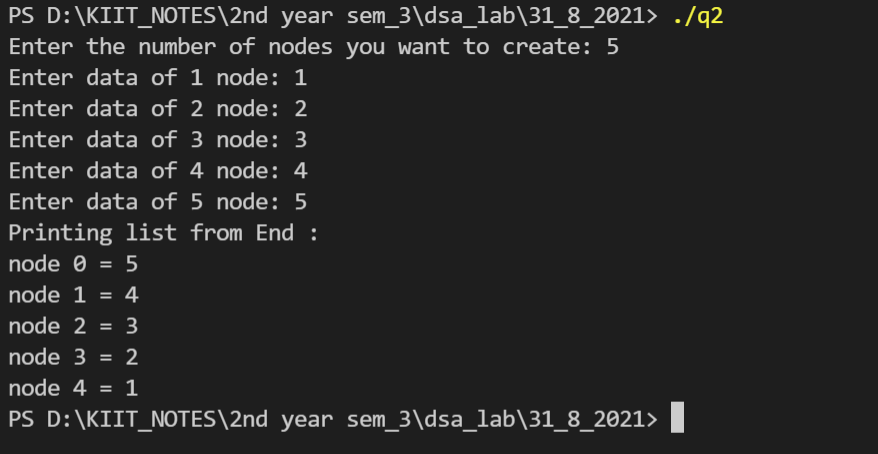 PS D:\KIIT_NOTES\2nd year sem_3\dsa_lab\31_8_2021> ./q2
Enter the number of nodes you want to create: 5
Enter data of 1 node: 1
Enter data of 2 node: 2
Enter data of 3 node: 3
Enter data of 4 node: 4
Enter data of 5 node: 5
Printing list from End :
node 0 = 5
node 1 = 4
node 2 = 3
node 3 = 2
node 4 = 1
PS D:\KIIT_NOTES\2nd year sem_3\dsa_lab\31_8_2021>